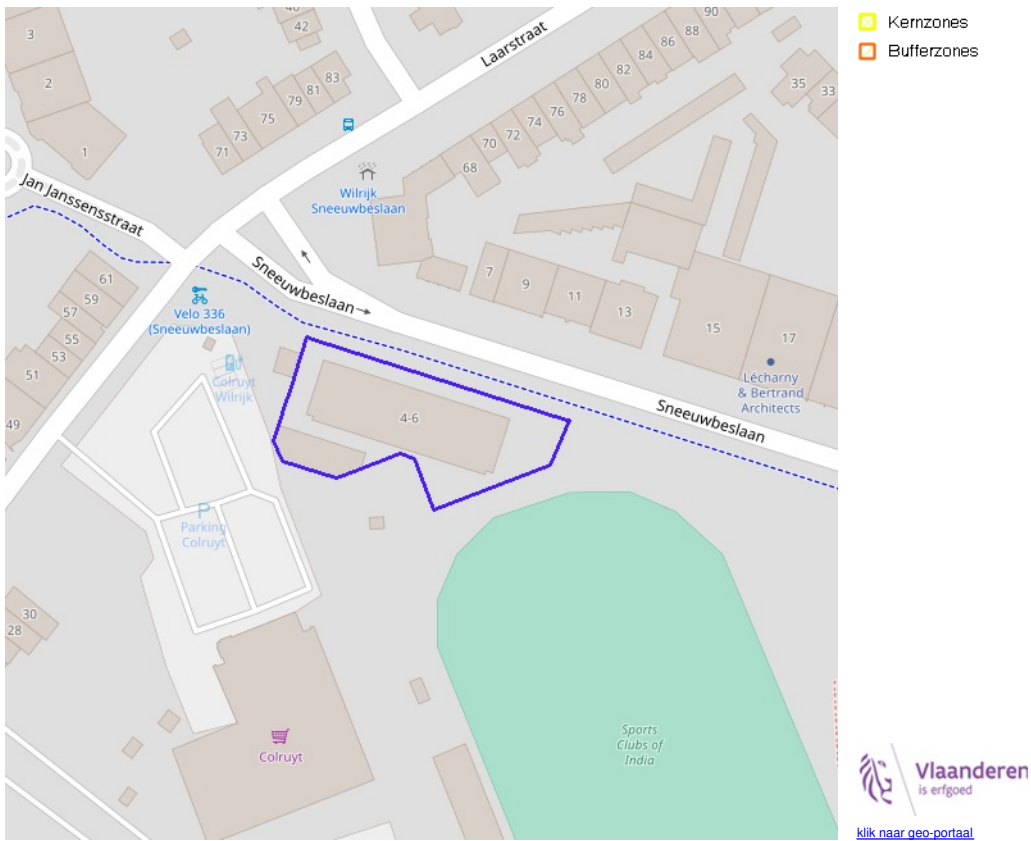 Kernzones
Bufferzones
3
2
1
40
42
90
88
86
84
82
80
78
76
74
72
70
68
Laarstraat
83
81
79
75
73
71
35
33
Wilrijk
Sneeuwbeslaan
Jan Janssensstraat
61
59
57
55
53
51
49
Velo 336
(Sneeuwbeslaan)
Sneeuwbeslaan
7
9
11
13
15
17
Lécharny
& Bertrand
Architects
Sneeuwbeslaan
Colruyt
Wilrijk
4-6
P
Parking
Colruyt
30
28
Colruyt
Sports
Clubs of
India
Vlaanderen
is erfgoed
klik naar geo-portaal